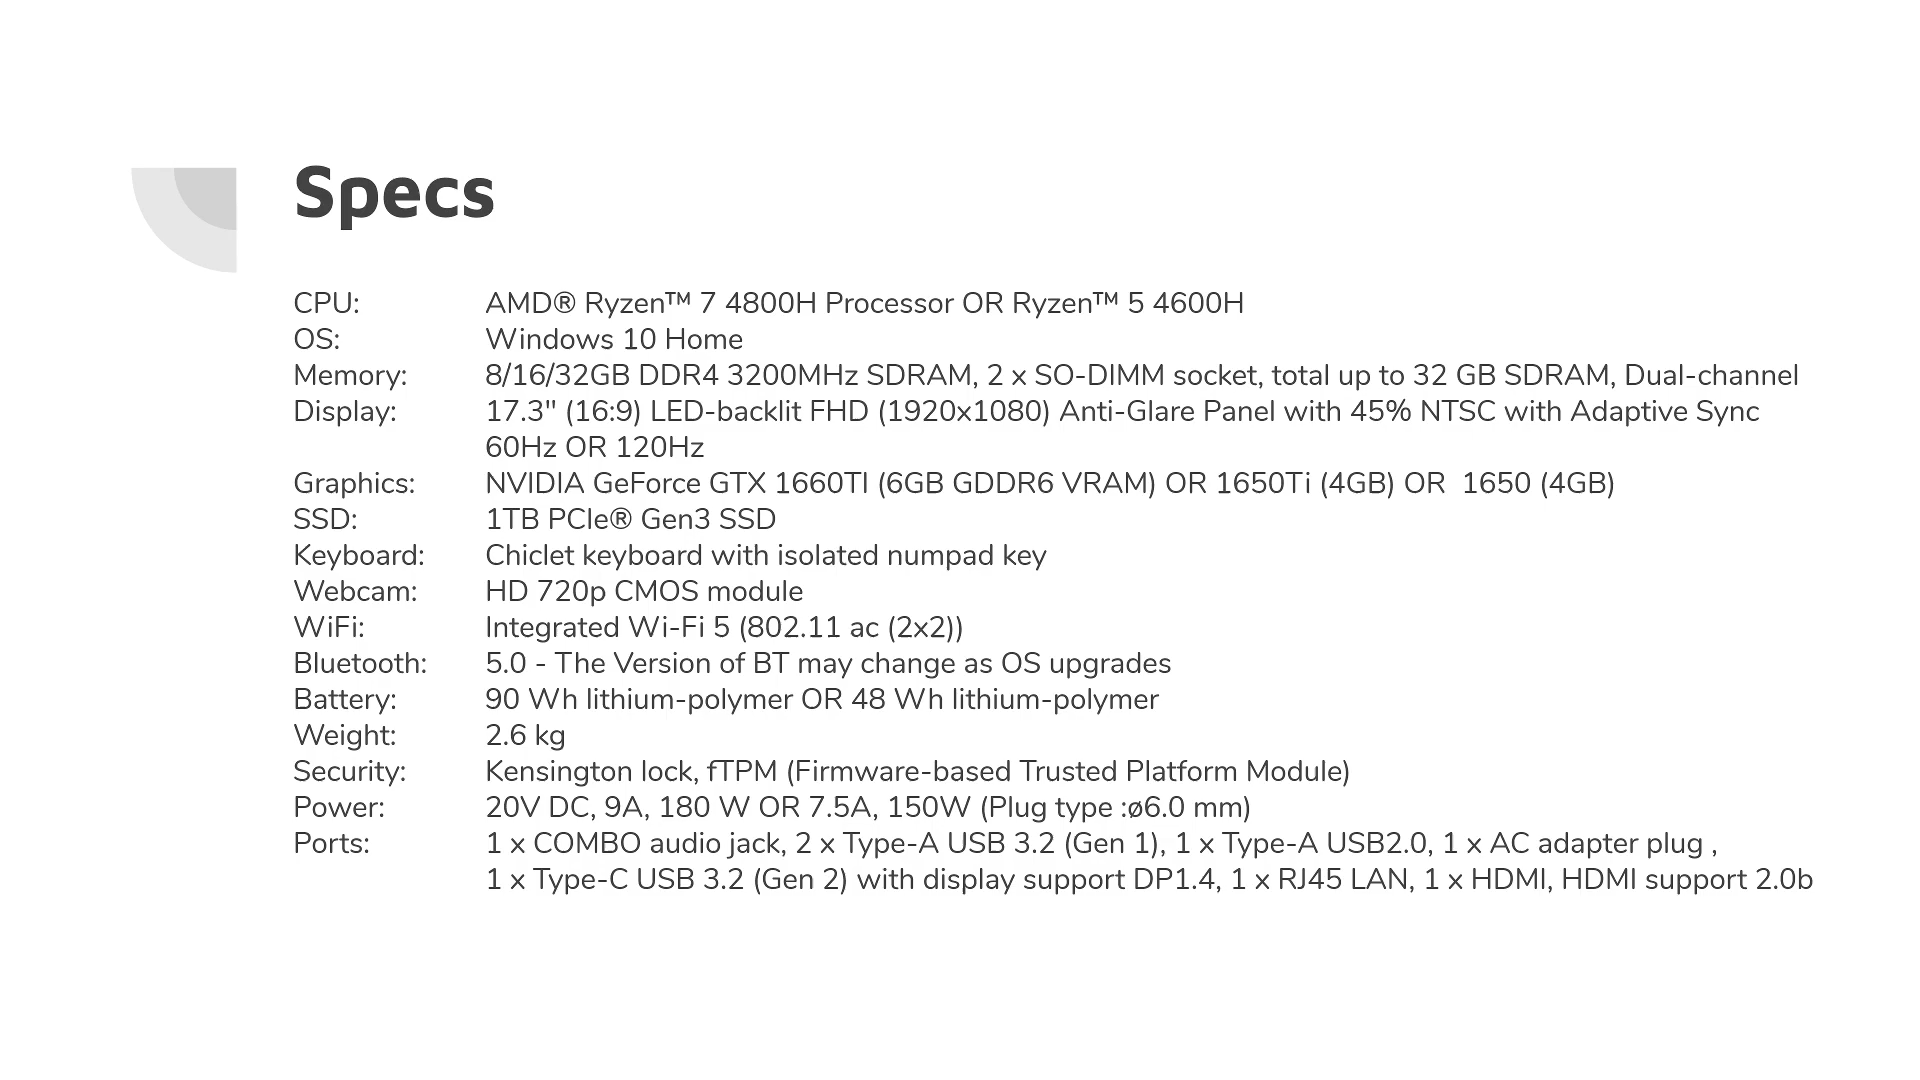 Specs
CPU: AMD® Ryzen™ 7 4800H Processor OR Ryzen™ 5 4600H
OS: Windows 10 Home
Memory: 8/16/32GB DDR4 3200MHz SDRAM, 2 x SO-DIMM socket, total up to 32 GB SDRAM, Dual-channel
Display: 17.3" (16:9) LED-backlit FHD (1920x1080) Anti-Glare Panel with 45% NTSC with Adaptive Sync
60Hz OR 120Hz
Graphics: NVIDIA GeForce GTX 1660TI (6GB GDDR6 VRAM) OR 1650Ti (4GB) OR  1650 (4GB)
SSD: 1TB PCIe® Gen3 SSD
Keyboard: Chiclet keyboard with isolated numpad key
Webcam: HD 720p CMOS module
WiFi: Integrated Wi-Fi 5 (802.11 ac (2x2))
Bluetooth: 5.0 - The Version of BT may change as OS upgrades
Battery: 90 Wh lithium-polymer OR 48 Wh lithium-polymer
Weight: 2.6 kg
Security: Kensington lock, fTPM (Firmware-based Trusted Platform Module)
Power: 20V DC, 9A, 180 W OR 7.5A, 150W (Plug type :ø6.0 mm)
Ports: 1 x COMBO audio jack, 2 x Type-A USB 3.2 (Gen 1), 1 x Type-A USB2.0, 1 x AC adapter plug ,
1 x Type-C USB 3.2 (Gen 2) with display support DP1.4, 1 x RJ45 LAN, 1 x HDMI, HDMI support 2.0b